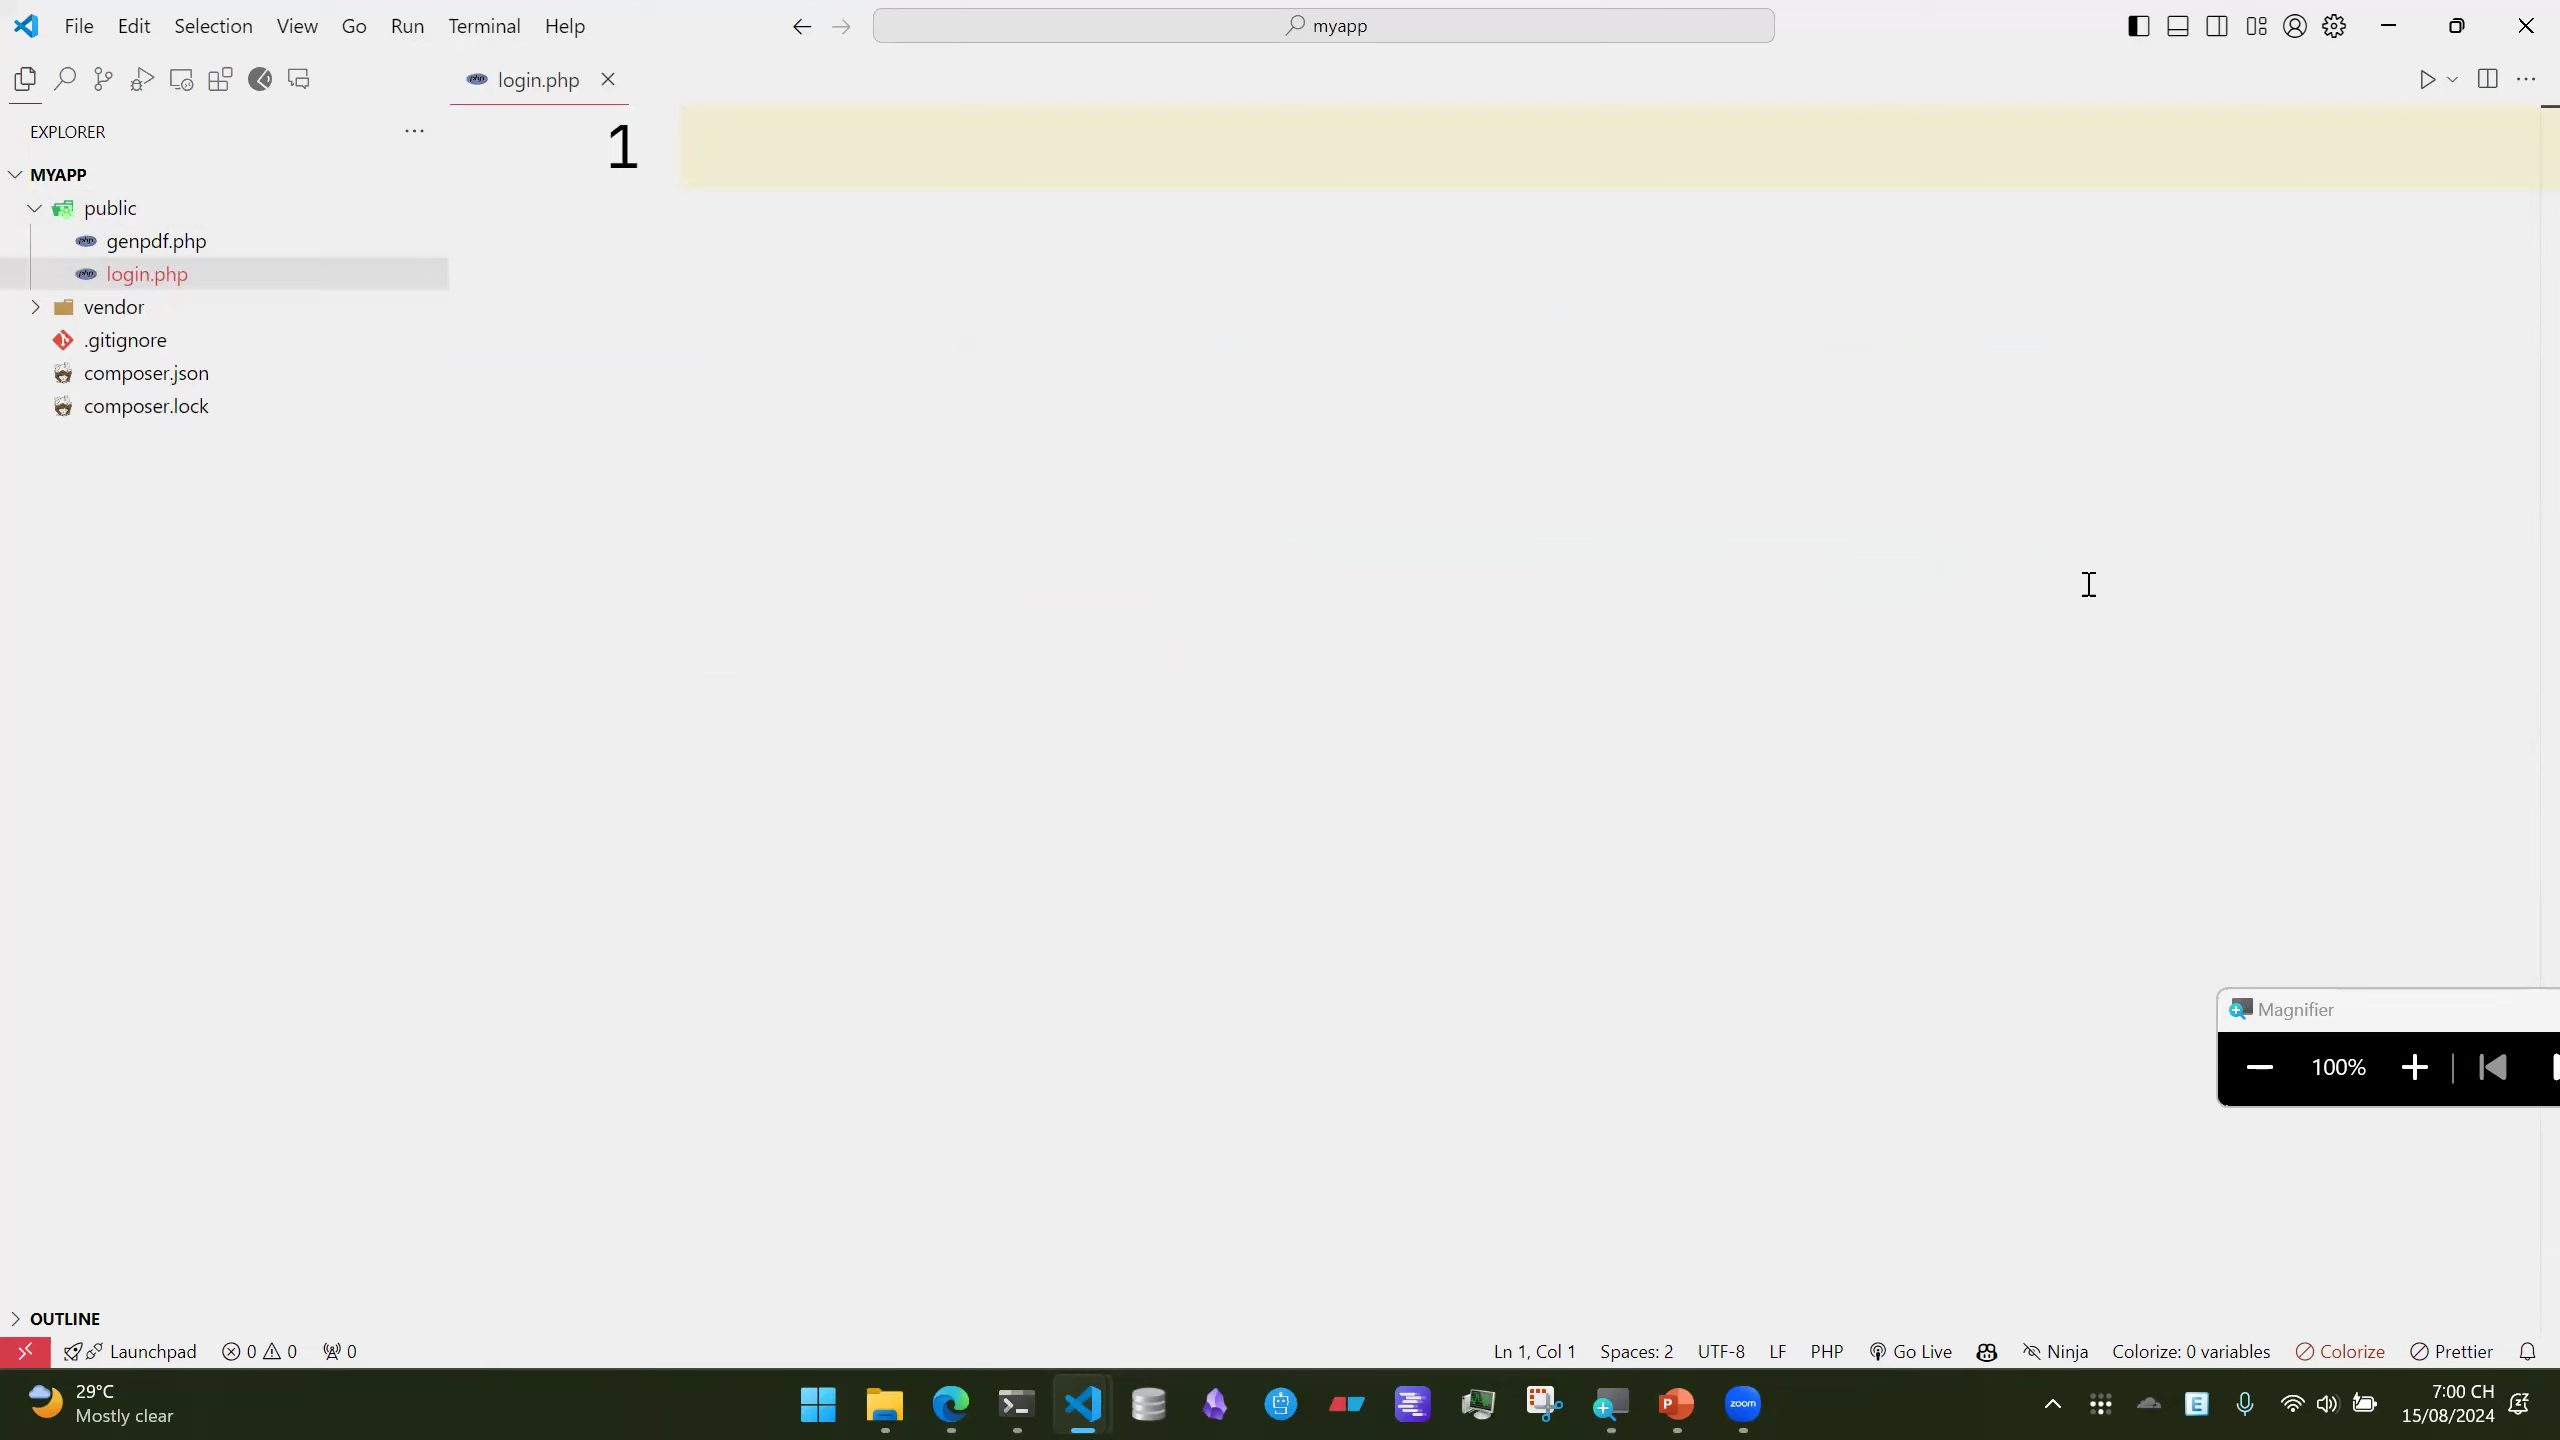 File Edit Selection View Go Run Terminal Help
myapp
login.php
EXPLORER
1
MYAPP
public
genpdf.php
login.php
vendor
.gitignore
composer.json
composer.lock
Magnifier
100%
OUTLINE
Launchpad 0 0 0
Ln 1, Col 1 Spaces: 2 UTF-8 LF PHP Go Live Ninja Colorize: 0 variables Colorize Prettier
29°C
Mostly clear
7:00 CH
15/08/2024
zoom